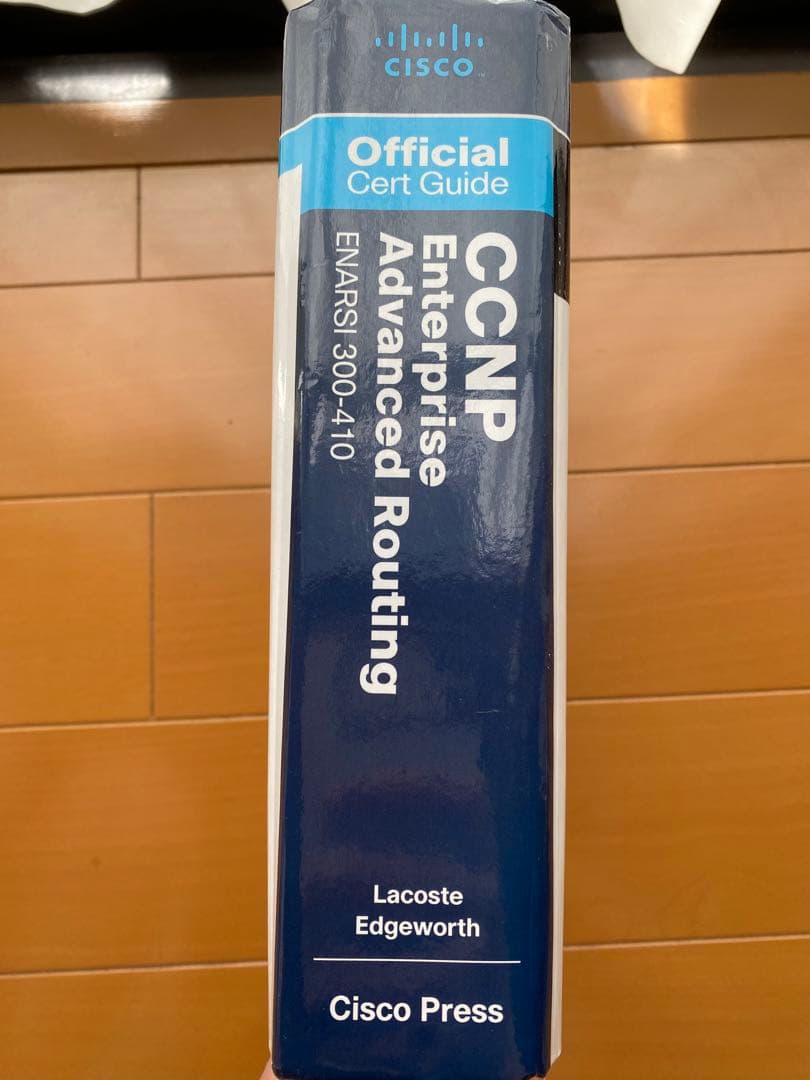 CISCO
Official
Cert Guide
CCNP
Enterprise
Advanced Routing
ENARSI 300-410
Lacoste
Edgeworth
Cisco Press